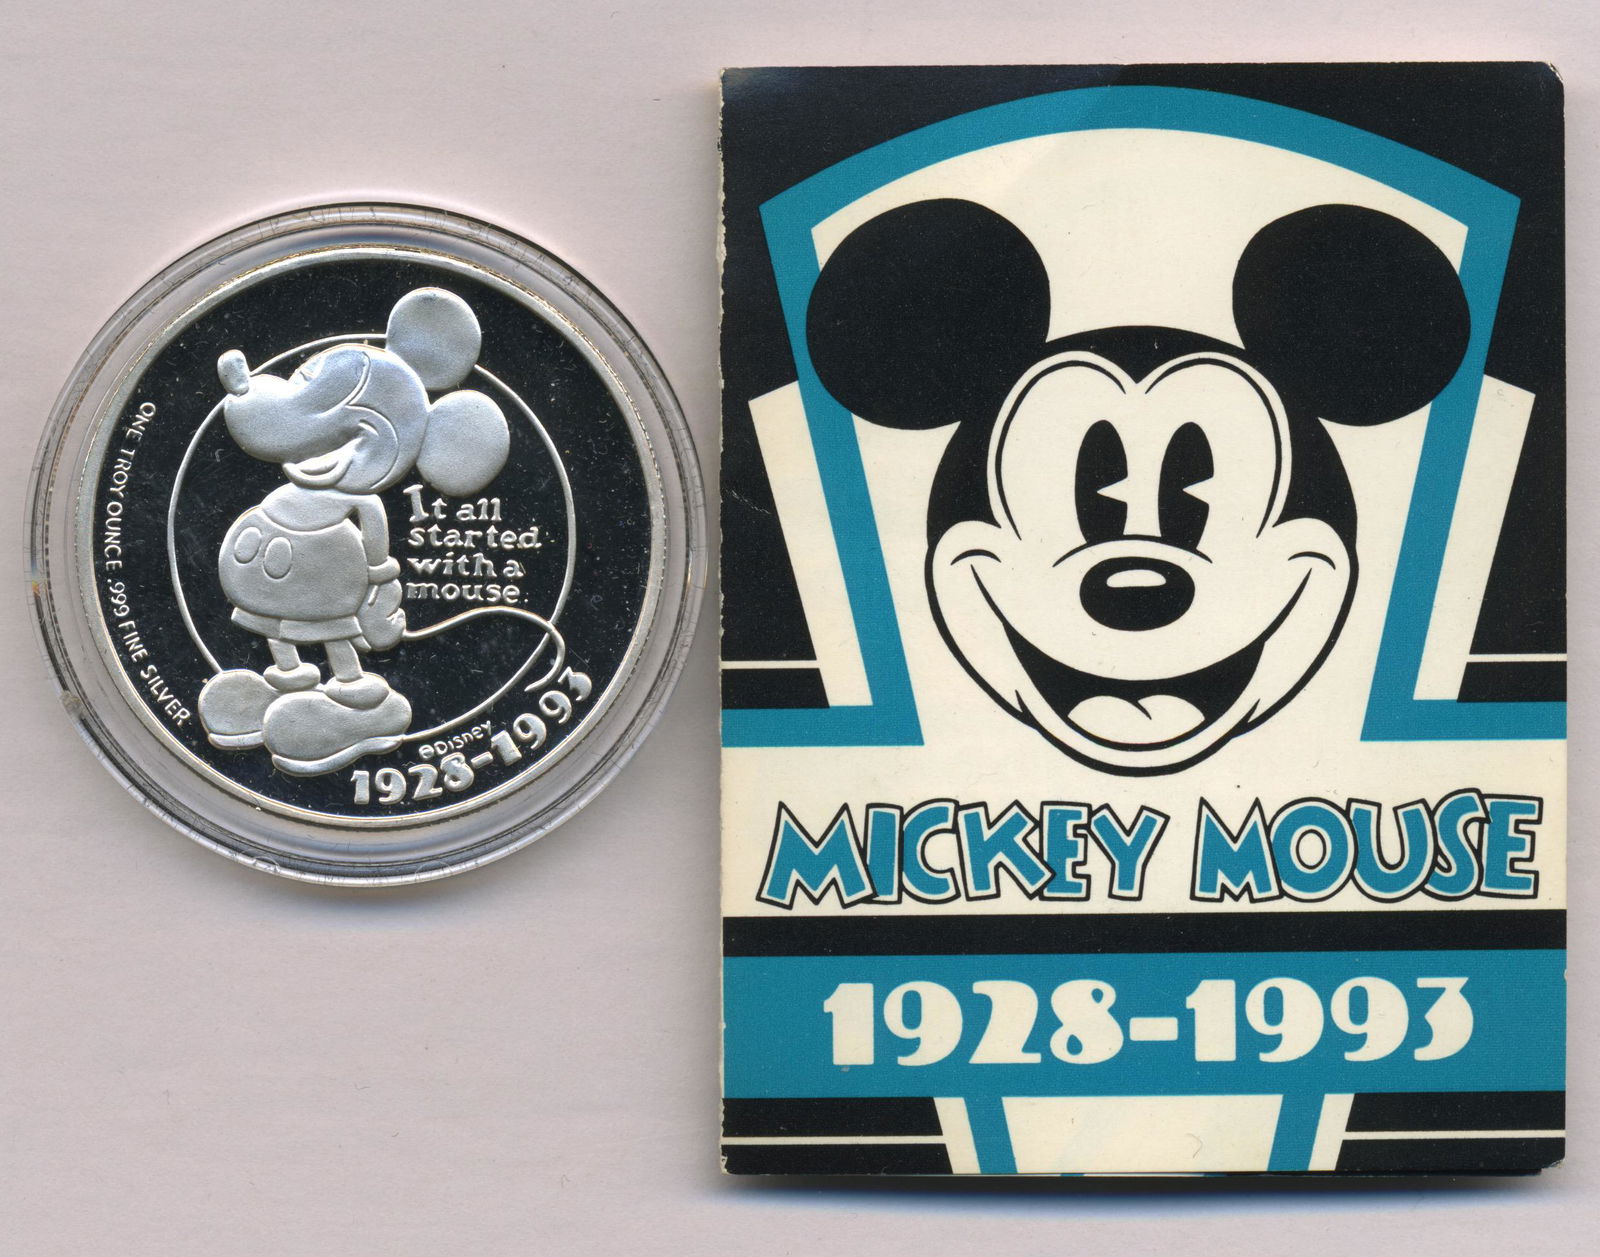 ONE TROY OUNCE .999 FINE SILVER
It all
started
with a
mouse.
©Disney
1928-1993
MICKEY MOUSE
1928-1993